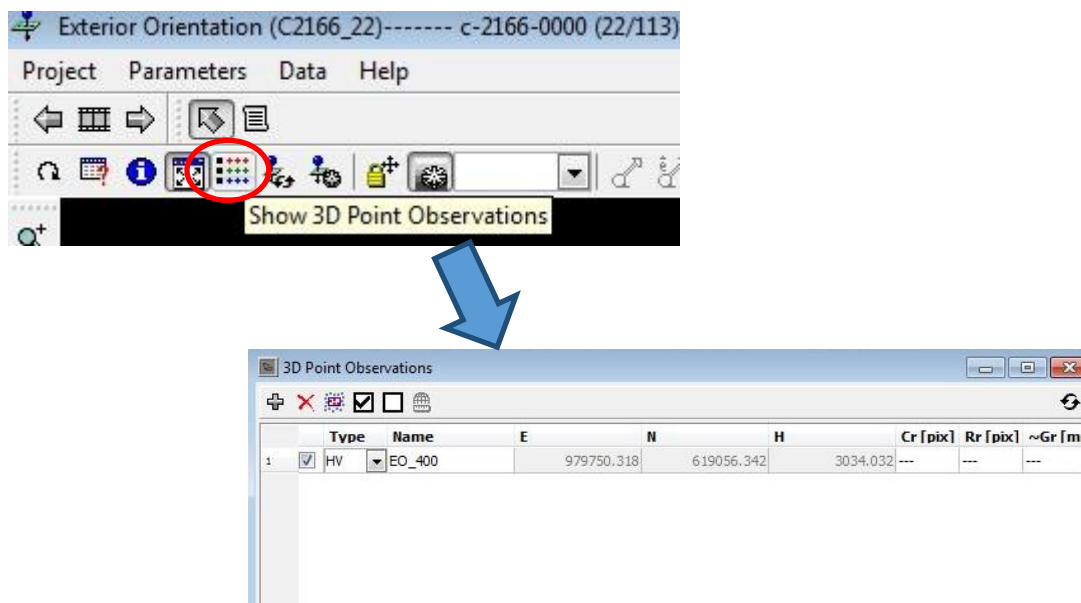 Exterior Orientation (C2166_22)------- c-2166-0000 (22/113)
Project Parameters Data Help
Show 3D Point Observations
3D Point Observations
Type Name E N H Cr [pix] Rr [pix] ~Gr [m
1 HV EO_400 979750.318 619056.342 3034.032 --- --- ---